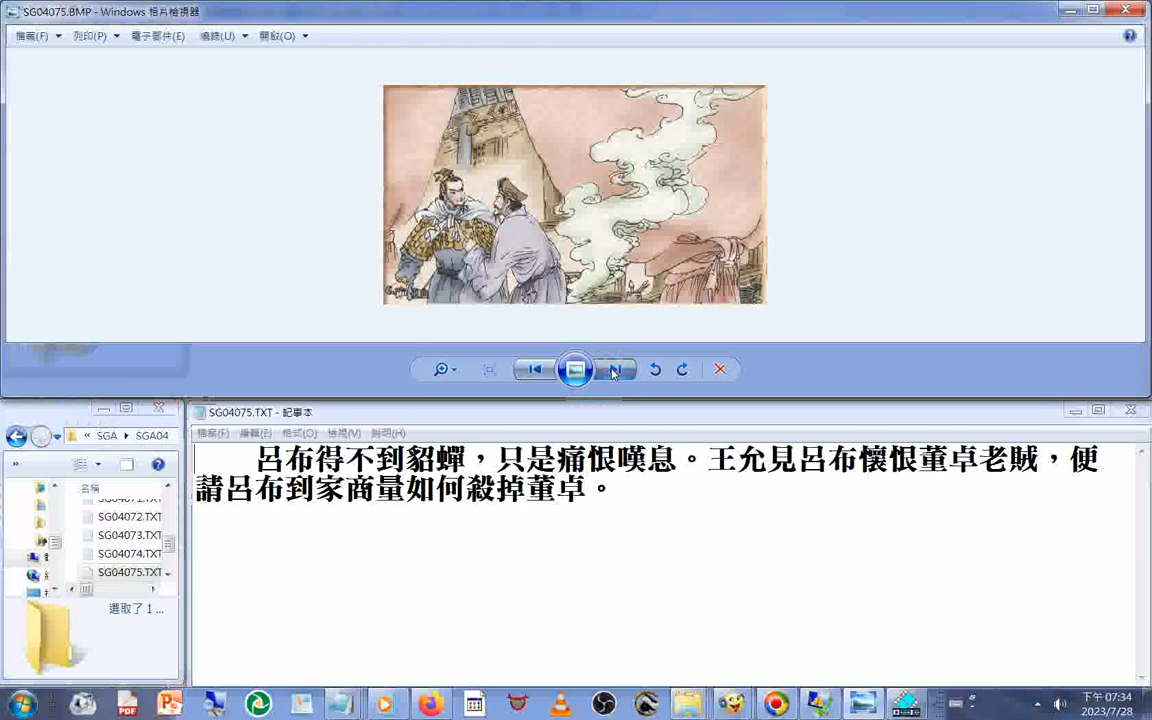 SG04075.BMP - Windows 相片檢視器
檔案(F) 列印(P) 電子郵件(E) 燒錄(U) 開啟(O)
« SGA ▸ SGA04
»
名稱
SG04071.TXT
SG04072.TXT
SG04073.TXT
SG04074.TXT
SG04075.TXT
選取了 1 ...
SG04075.TXT - 記事本
檔案(F) 編輯(E) 格式(O) 檢視(V) 說明(H)
呂布得不到貂蟬，只是痛恨嘆息。王允見呂布懷恨董卓老賊，便
請呂布到家商量如何殺掉董卓。
下午 07:34
2023/7/28